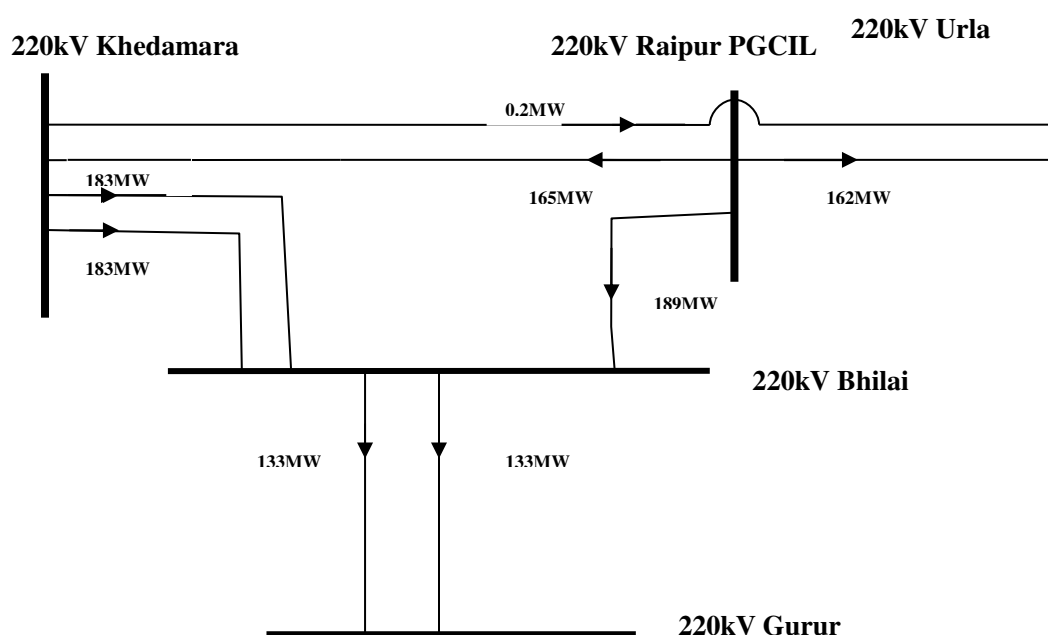 220kV Urla
220kV Khedamara
220kV Raipur PGCIL
0.2MW
183MW
165MW
162MW
183MW
189MW
220kV Bhilai
133MW
133MW
220kV Gurur